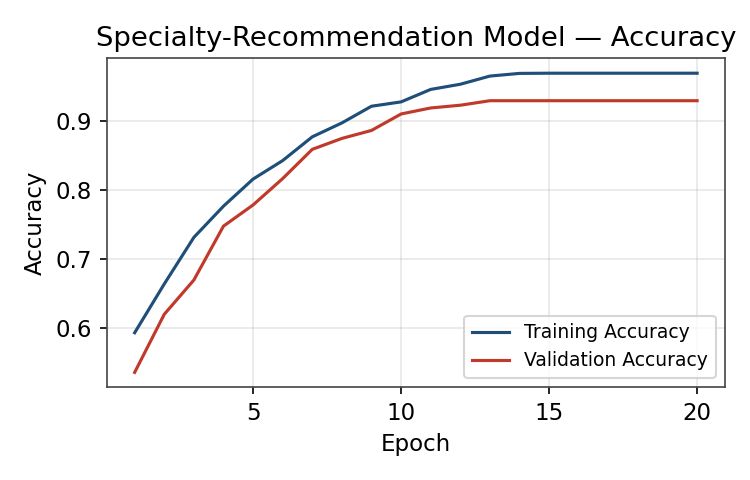 Specialty-Recommendation Model — Accuracy
Accuracy
0.9
0.8
0.7
0.6
Training Accuracy
Validation Accuracy
5 10 15 20
Epoch